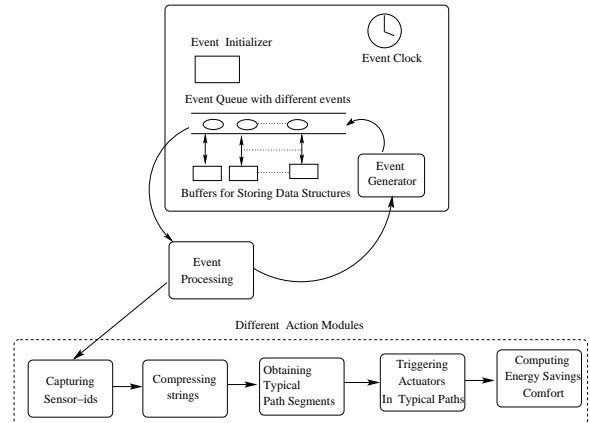 Event Initializer
Event Clock
Event Queue with different events
Buffers for Storing Data Structures
Event
Generator
Event
Processing
Different Action Modules
Capturing
Sensor-ids
Compressing
strings
Obtaining
Typical
Path Segments
Triggering
Actuators
In Typical Paths
Computing
Energy Savings
Comfort